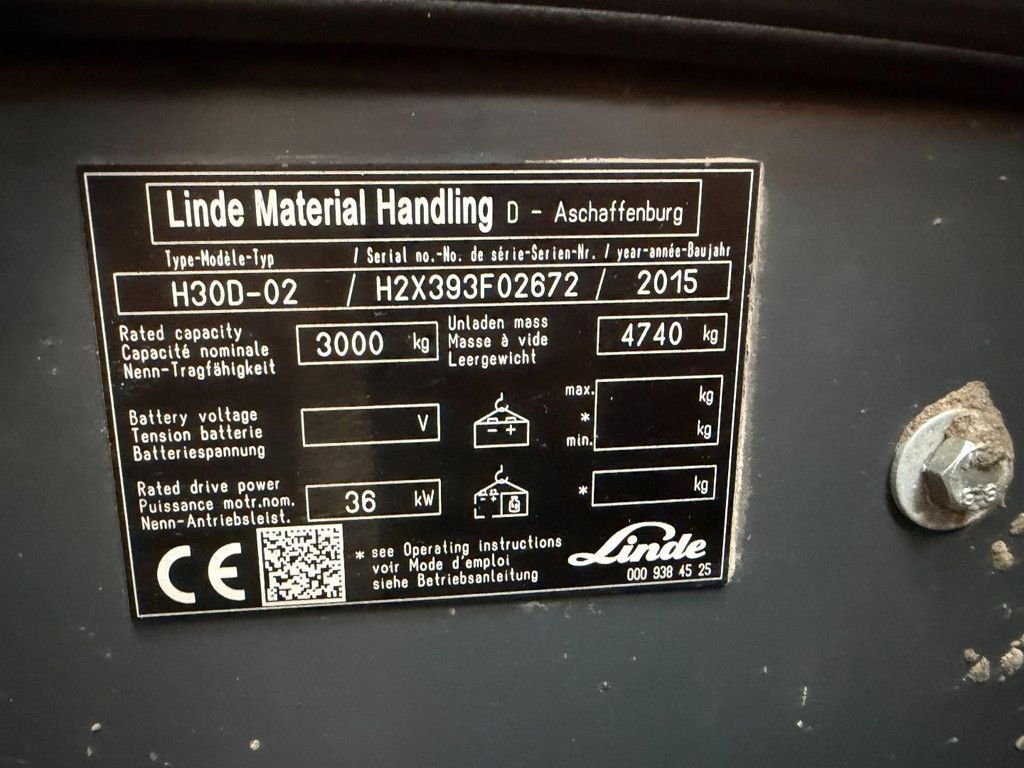 Linde Material Handling D - Aschaffenburg
Type-Modèle-Typ / Serial no.-No. de série-Serien-Nr. / year-année-Baujahr
H30D-02 / H2X393F02672 / 2015
Rated capacity
Capacité nominale
Nenn-Tragfähigkeit
3000 kg
Unladen mass
Masse à vide
Leergewicht
4740 kg
Battery voltage
Tension batterie
Batteriespannung
V
- +
max. kg
*
min. kg
Rated drive power
Puissance motr.nom.
Nenn-Antriebsleist.
36 kW
* kg
CE
* see Operating instructions
voir Mode d'emploi
siehe Betriebsanleitung
Linde
000 938 45 25
8.8